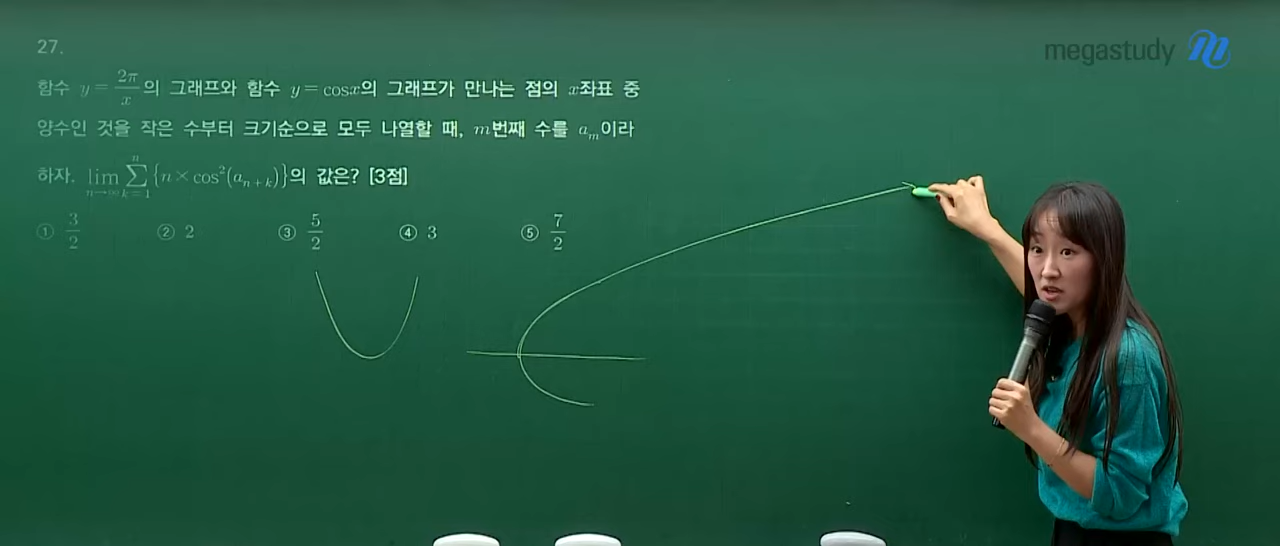 megastudy
27.
함수 y = 2π/x의 그래프와 함수 y = cosx의 그래프가 만나는 점의 x좌표 중
양수인 것을 작은 수부터 크기순으로 모두 나열할 때, m번째 수를 a_m이라
하자. lim_{n→∞} ∑_{k=1}^{n} {n × cos²(a_{n+k})}의 값은? [3점]
① 3/2 ② 2 ③ 5/2 ④ 3 ⑤ 7/2